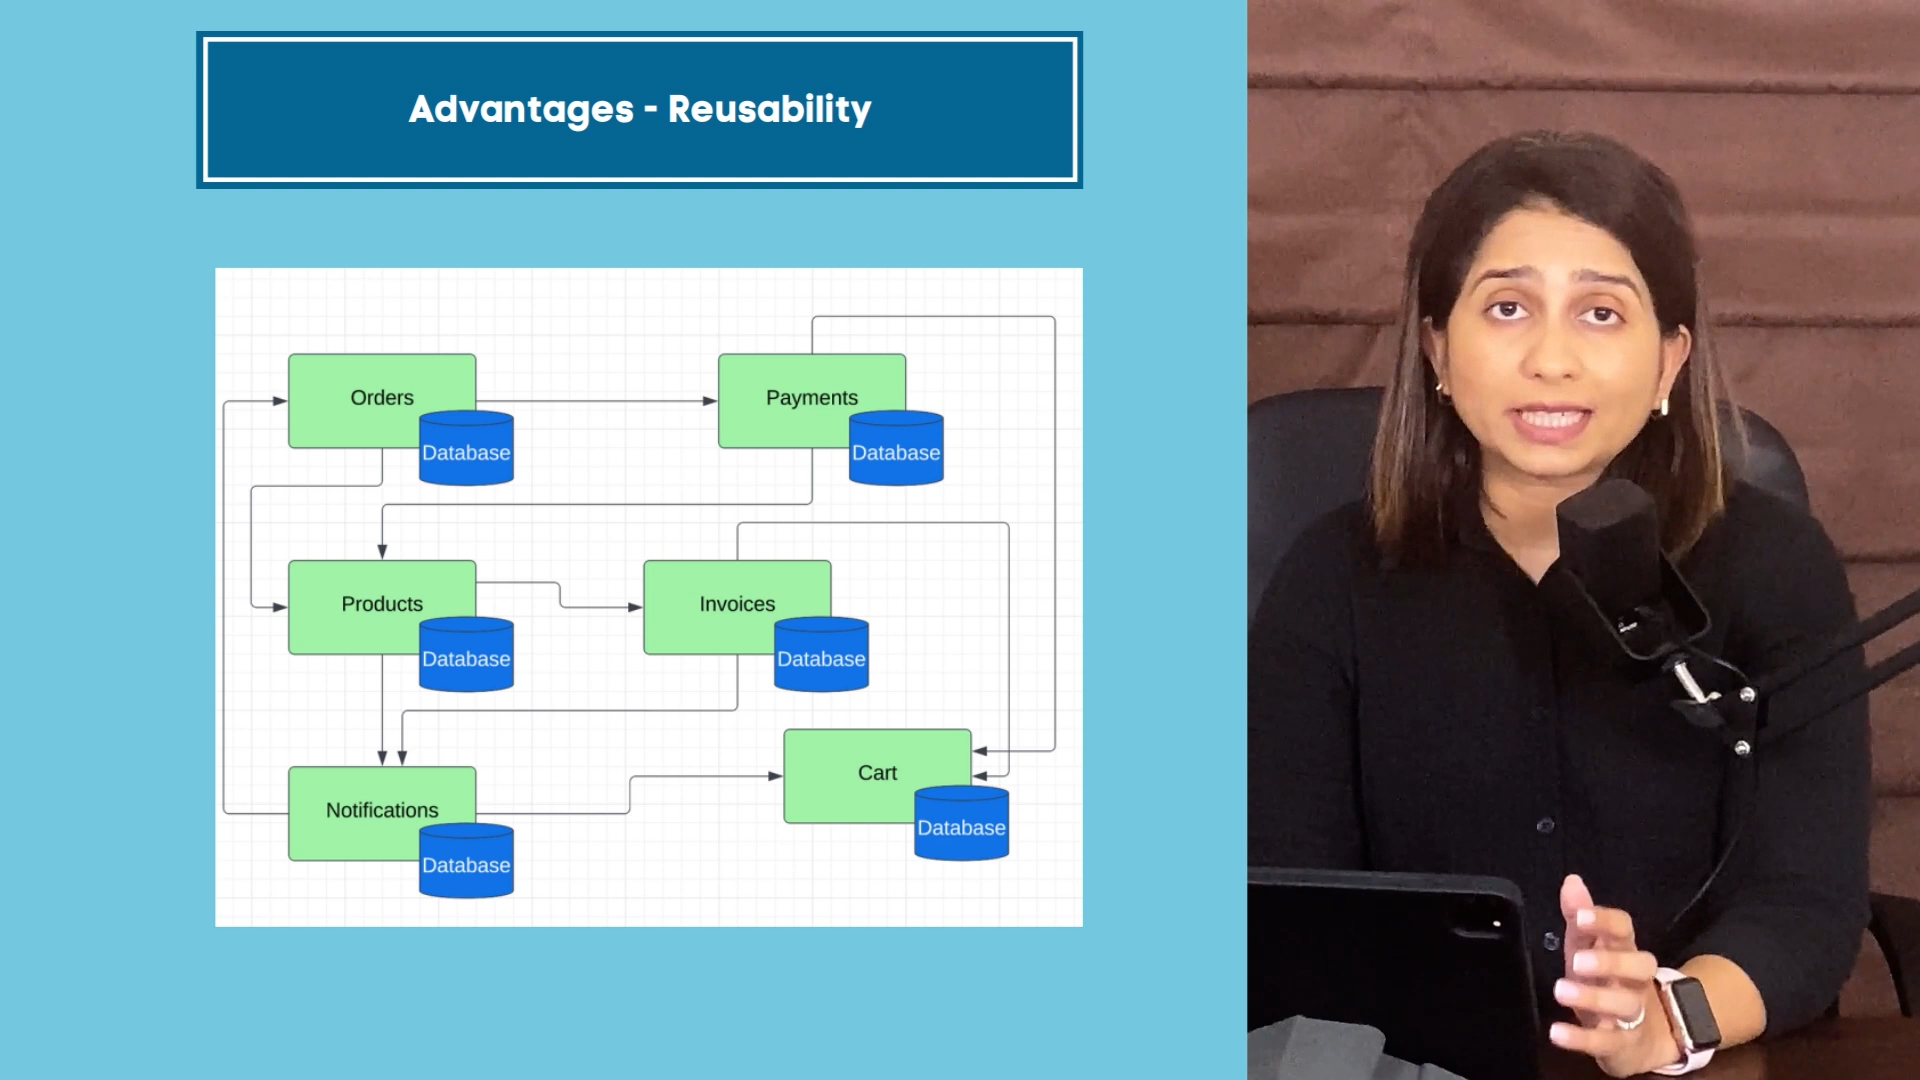 Advantages - Reusability
Orders
Database
Payments
Database
Products
Database
Invoices
Database
Notifications
Database
Cart
Database